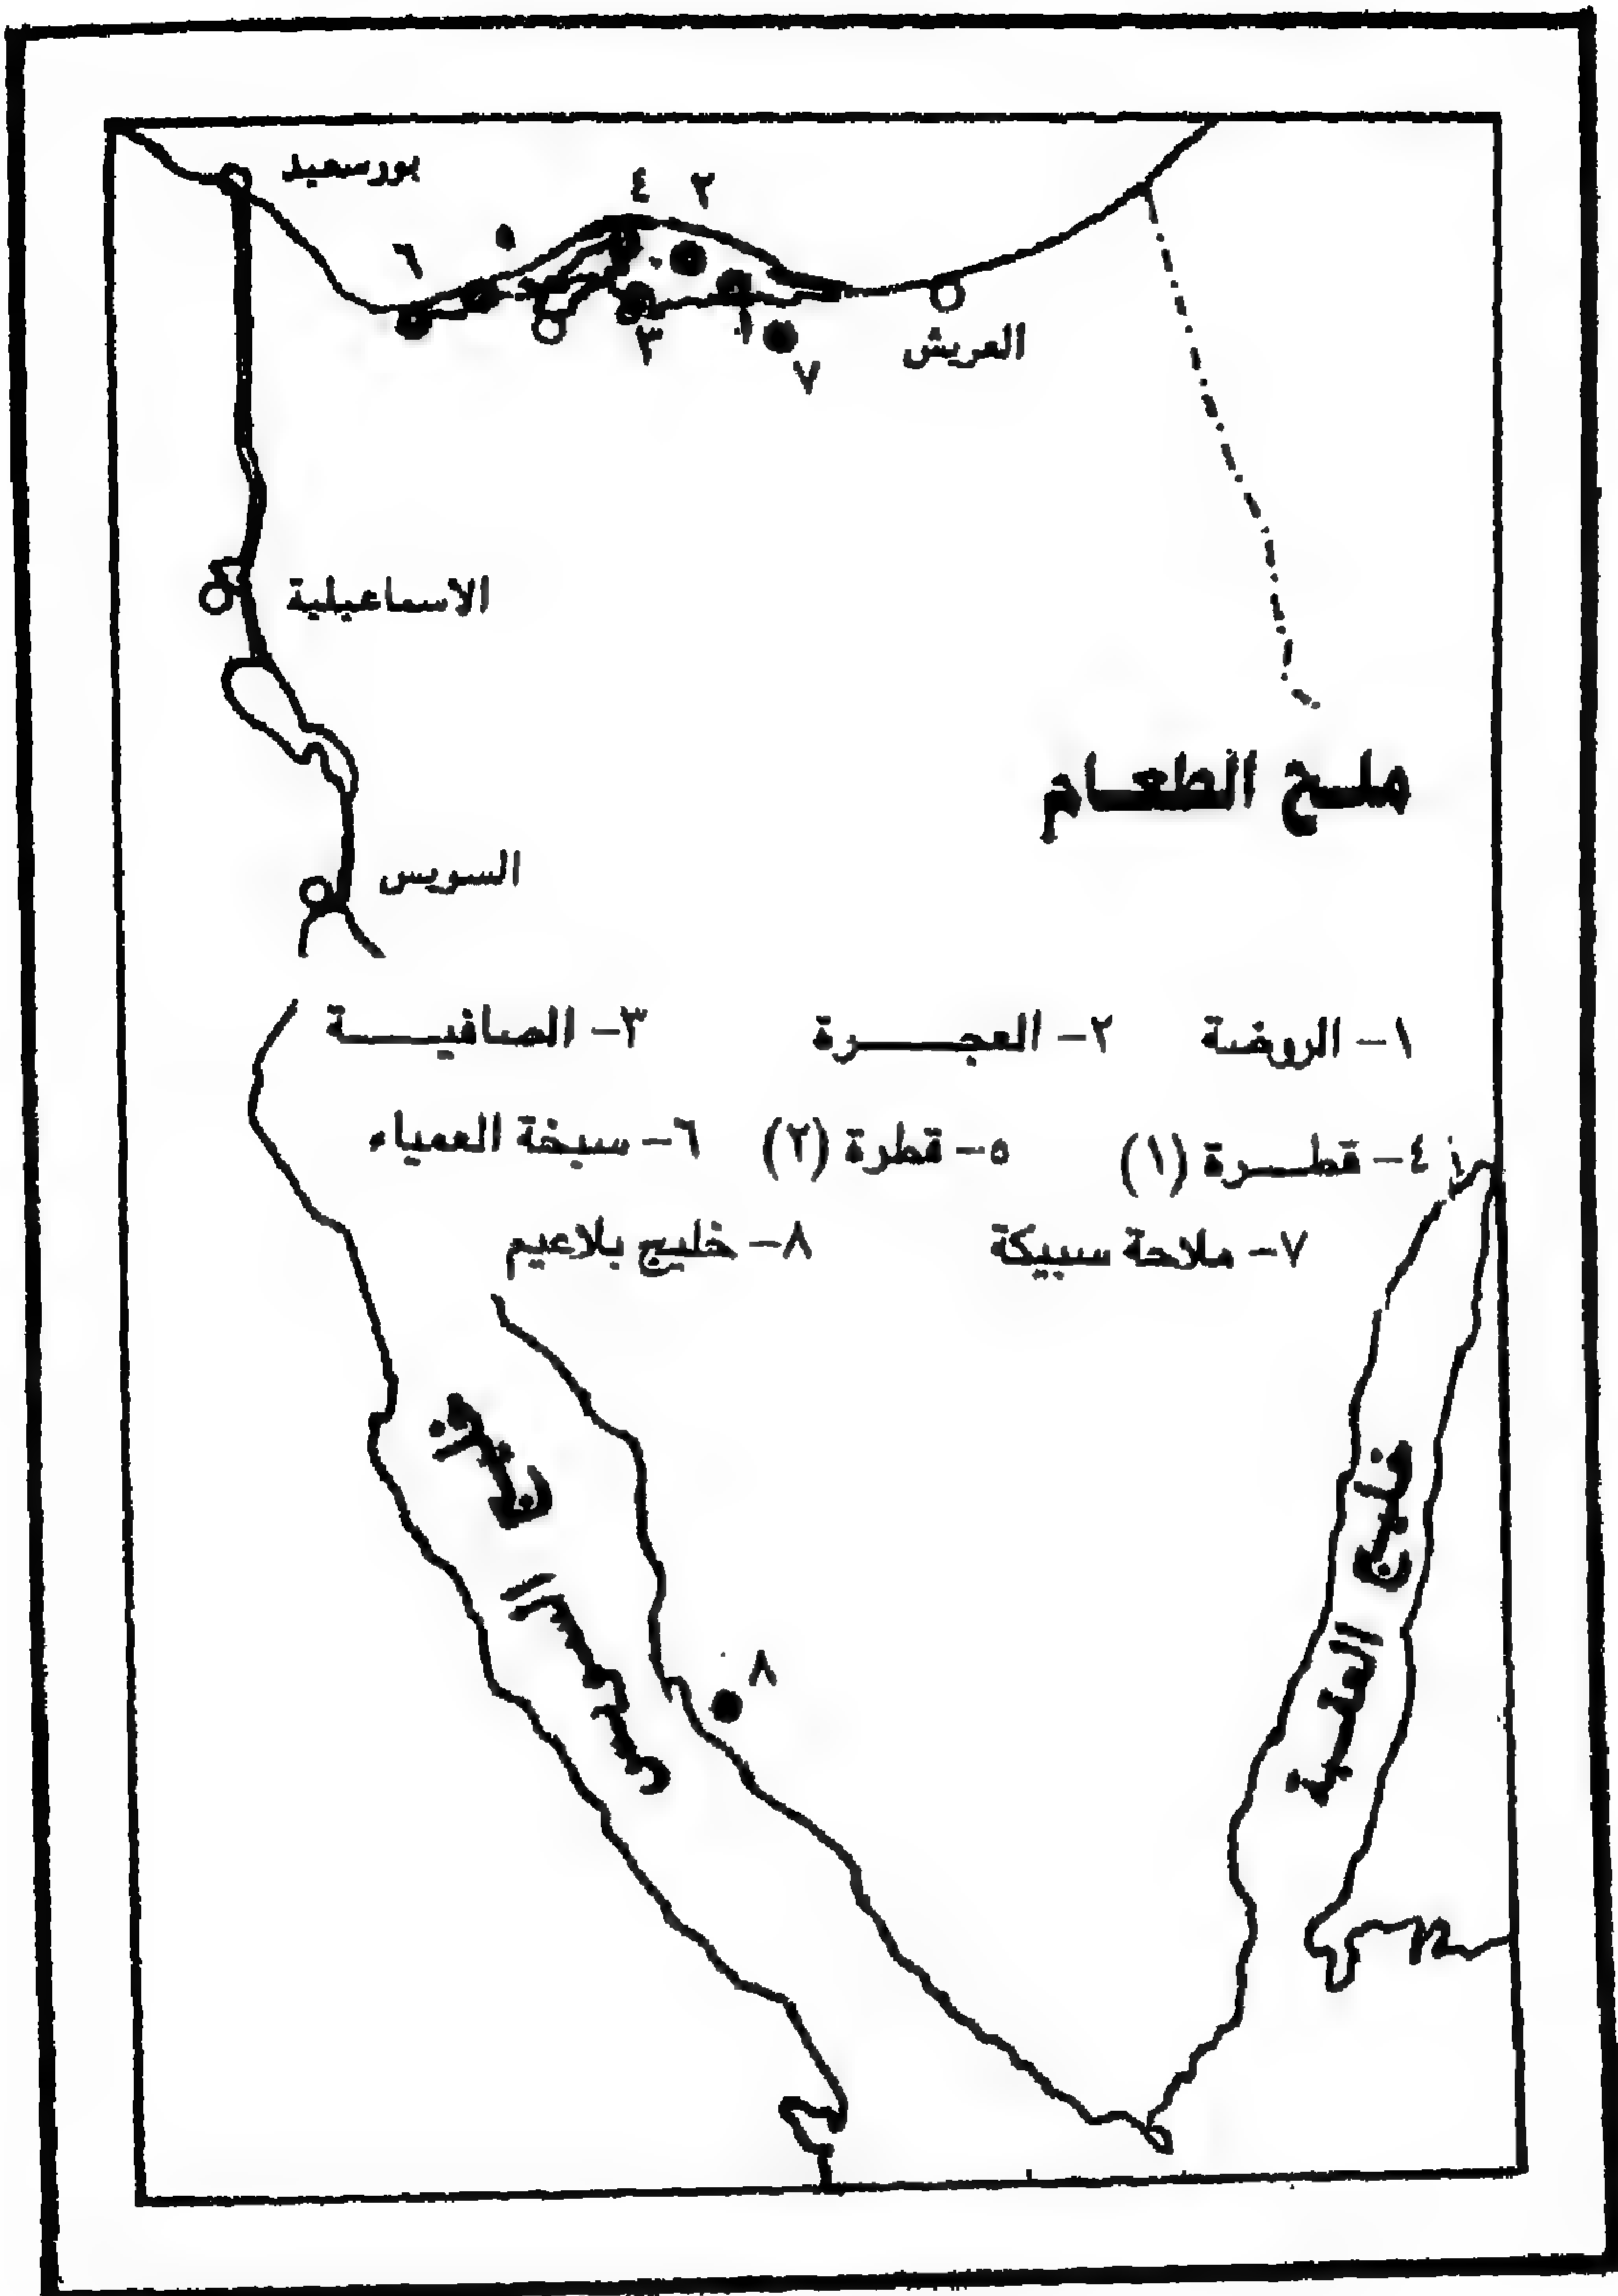 بورسعيد
٤ ٢
٥
٦
٣ ١
٧
العريش
الاسماعيلية
ملح الطعام
السويس
١- الروضة ٢- العجرة ٣- الصافية
٤- قطرة (١) ٥- قطرة (٢) ٦- سبخة العمياء
٧- ملاحة سبيكة ٨- خليج بلاعيم
خليج السويس
خليج العقبة
٨